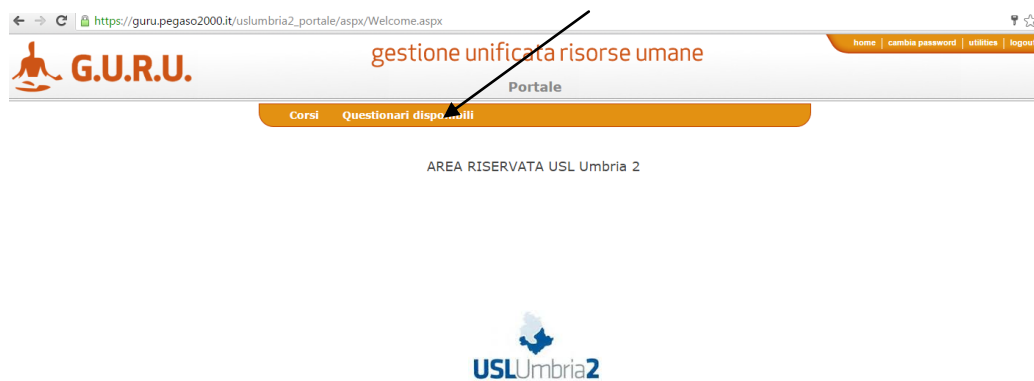 https://guru.pegaso2000.it/uslumbria2_portale/aspx/Welcome.aspx
G.U.R.U.
gestione unificata risorse umane
Portale
home | cambia password | utilities | logout
Corsi Questionari disponibili
AREA RISERVATA USL Umbria 2
USLUmbria2